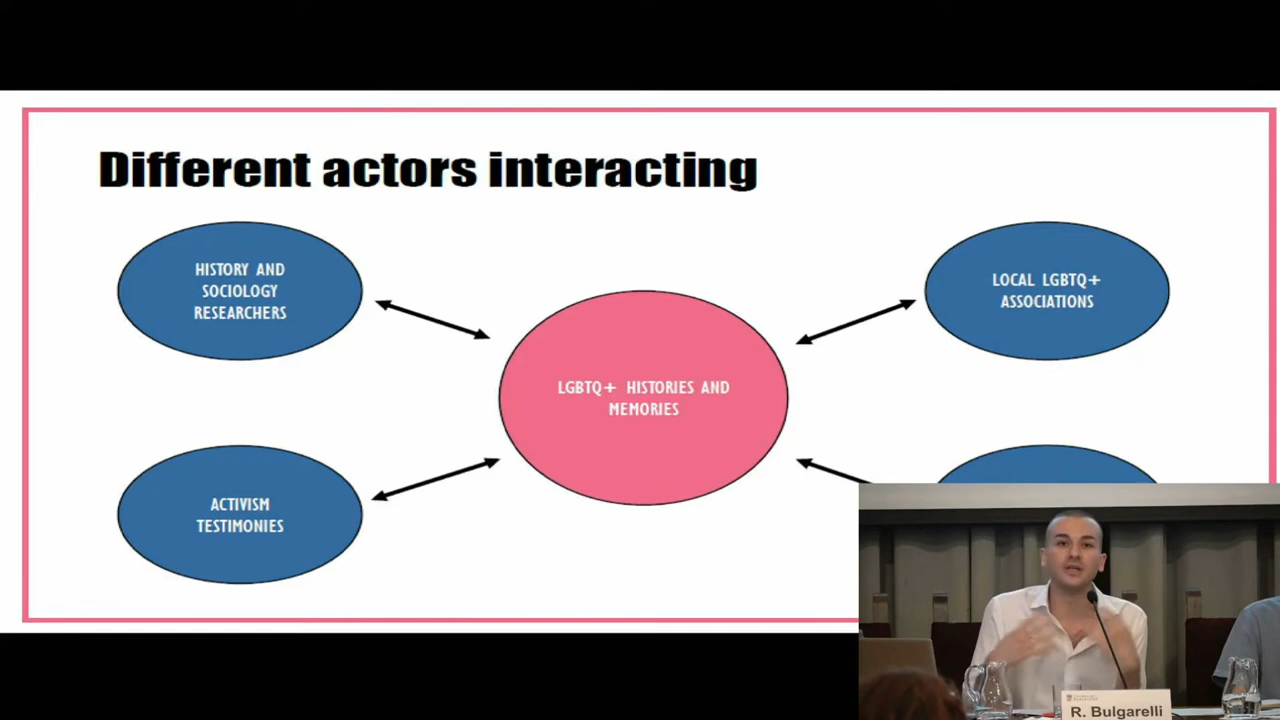 Different actors interacting
HISTORY AND
SOCIOLOGY
RESEARCHERS
LOCAL LGBTQ+
ASSOCIATIONS
LGBTQ+ HISTORIES AND
MEMORIES
ACTIVISM
TESTIMONIES
R. Bulgarelli